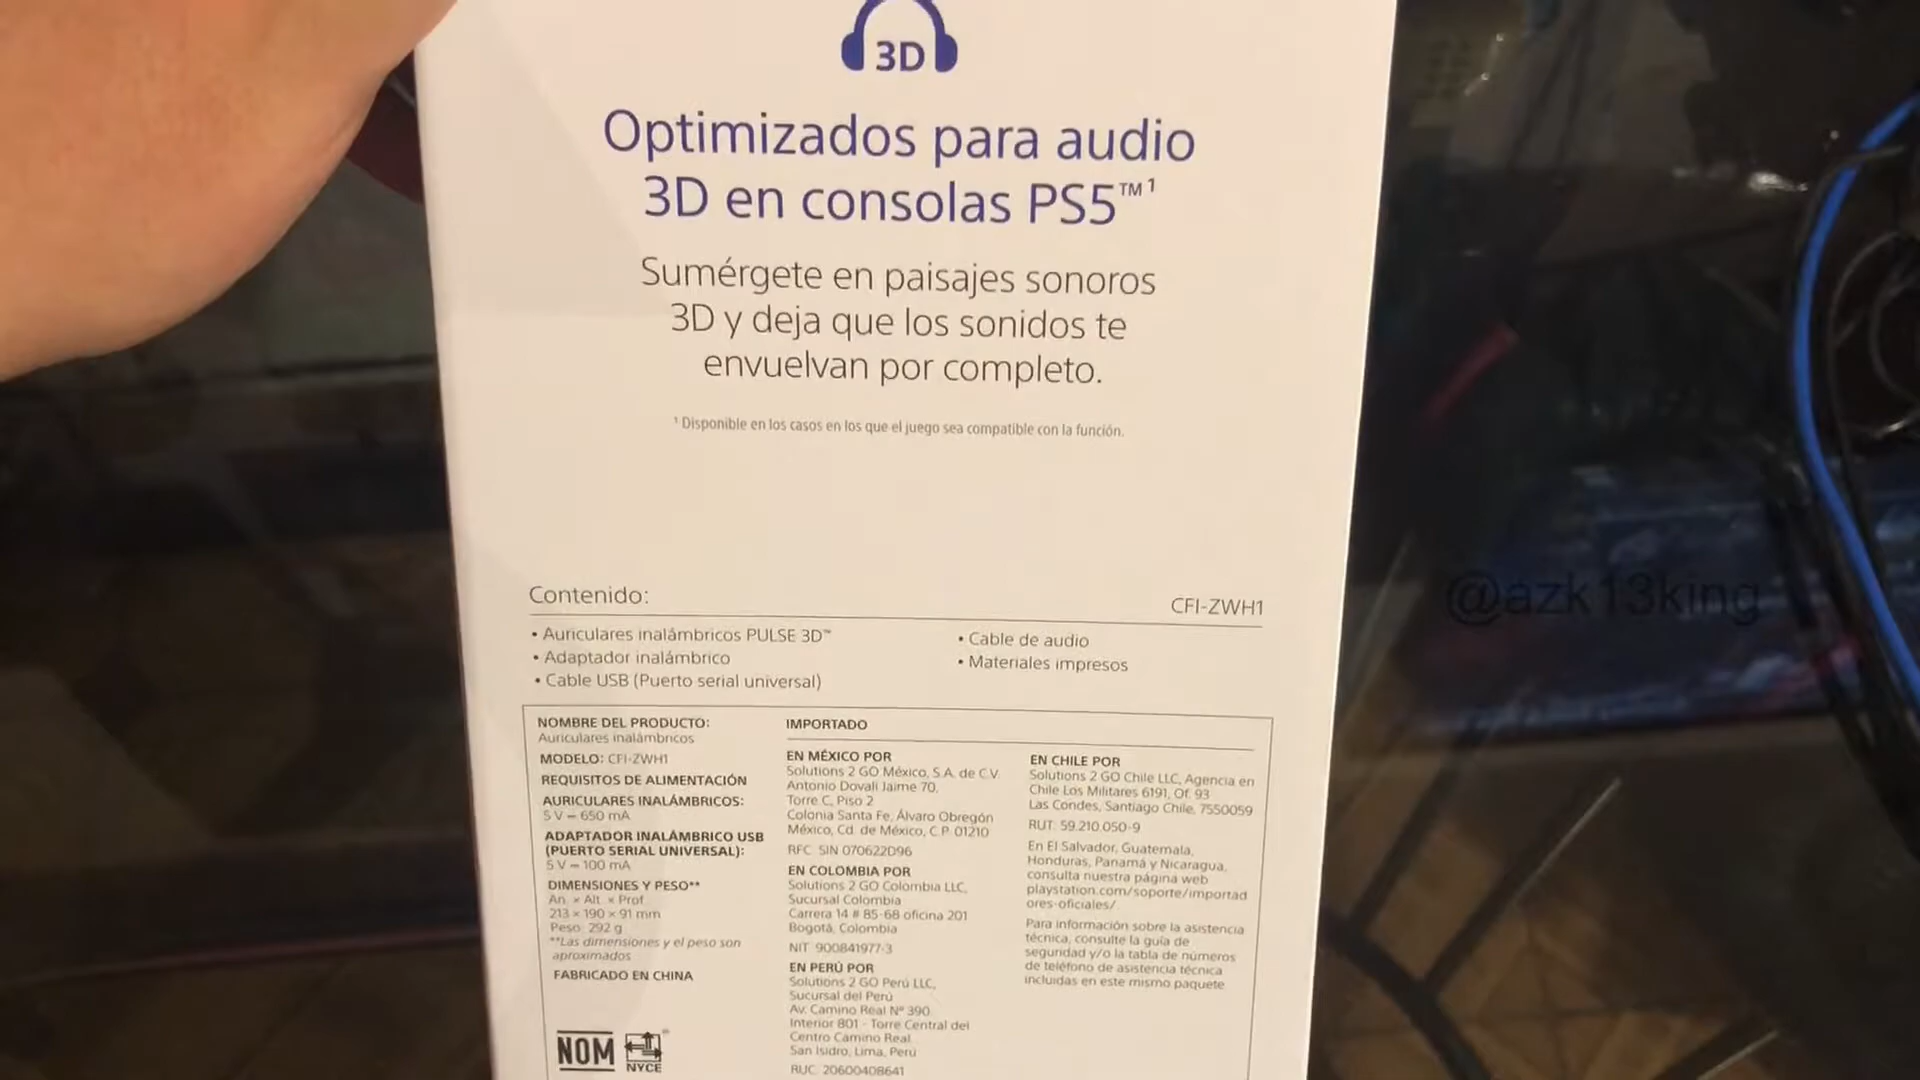 3D
Optimizados para audio
3D en consolas PS5™¹
Sumérgete en paisajes sonoros
3D y deja que los sonidos te
envuelvan por completo.
¹ Disponible en los casos en los que el juego sea compatible con la función.
Contenido:
CFI-ZWH1
• Auriculares inalámbricos PULSE 3D™
• Adaptador inalámbrico
• Cable USB (Puerto serial universal)
• Cable de audio
• Materiales impresos
NOMBRE DEL PRODUCTO:
Auriculares inalámbricos
MODELO: CFI-ZWH1
REQUISITOS DE ALIMENTACIÓN
AURICULARES INALÁMBRICOS:
5 V ⎓ 650 mA
ADAPTADOR INALÁMBRICO USB
(PUERTO SERIAL UNIVERSAL):
5 V ⎓ 100 mA
DIMENSIONES Y PESO**
An. × Alt. × Prof.
213 × 190 × 91 mm
Peso: 292 g
**Las dimensiones y el peso son
aproximados
FABRICADO EN CHINA
NOM
NYCE
IMPORTADO
EN MÉXICO POR
Solutions 2 GO México, S.A. de C.V.
Antonio Dovali Jaime 70,
Torre C, Piso 2
Colonia Santa Fe, Álvaro Obregón
México, Cd. de México, C.P. 01210
RFC: SIN 070622D96
EN COLOMBIA POR
Solutions 2 GO Colombia LLC,
Sucursal Colombia
Carrera 14 # 85-68 oficina 201
Bogotá, Colombia
NIT: 900841977-3
EN PERÚ POR
Solutions 2 GO Perú LLC,
Sucursal del Perú
Av. Camino Real N° 390
Interior 801 - Torre Central del
Centro Camino Real
San Isidro, Lima, Perú
RUC: 20600408641
EN CHILE POR
Solutions 2 GO Chile LLC, Agencia en
Chile Los Militares 6191, Of. 93
Las Condes, Santiago Chile, 7550059
RUT: 59.210.050-9
En El Salvador, Guatemala,
Honduras, Panamá y Nicaragua,
consulta nuestra página web
playstation.com/soporte/importad
ores-oficiales/
Para información sobre la asistencia
técnica, consulte la guía de
seguridad y/o la tabla de números
de teléfono de asistencia técnica
incluidas en este mismo paquete
@azk13king